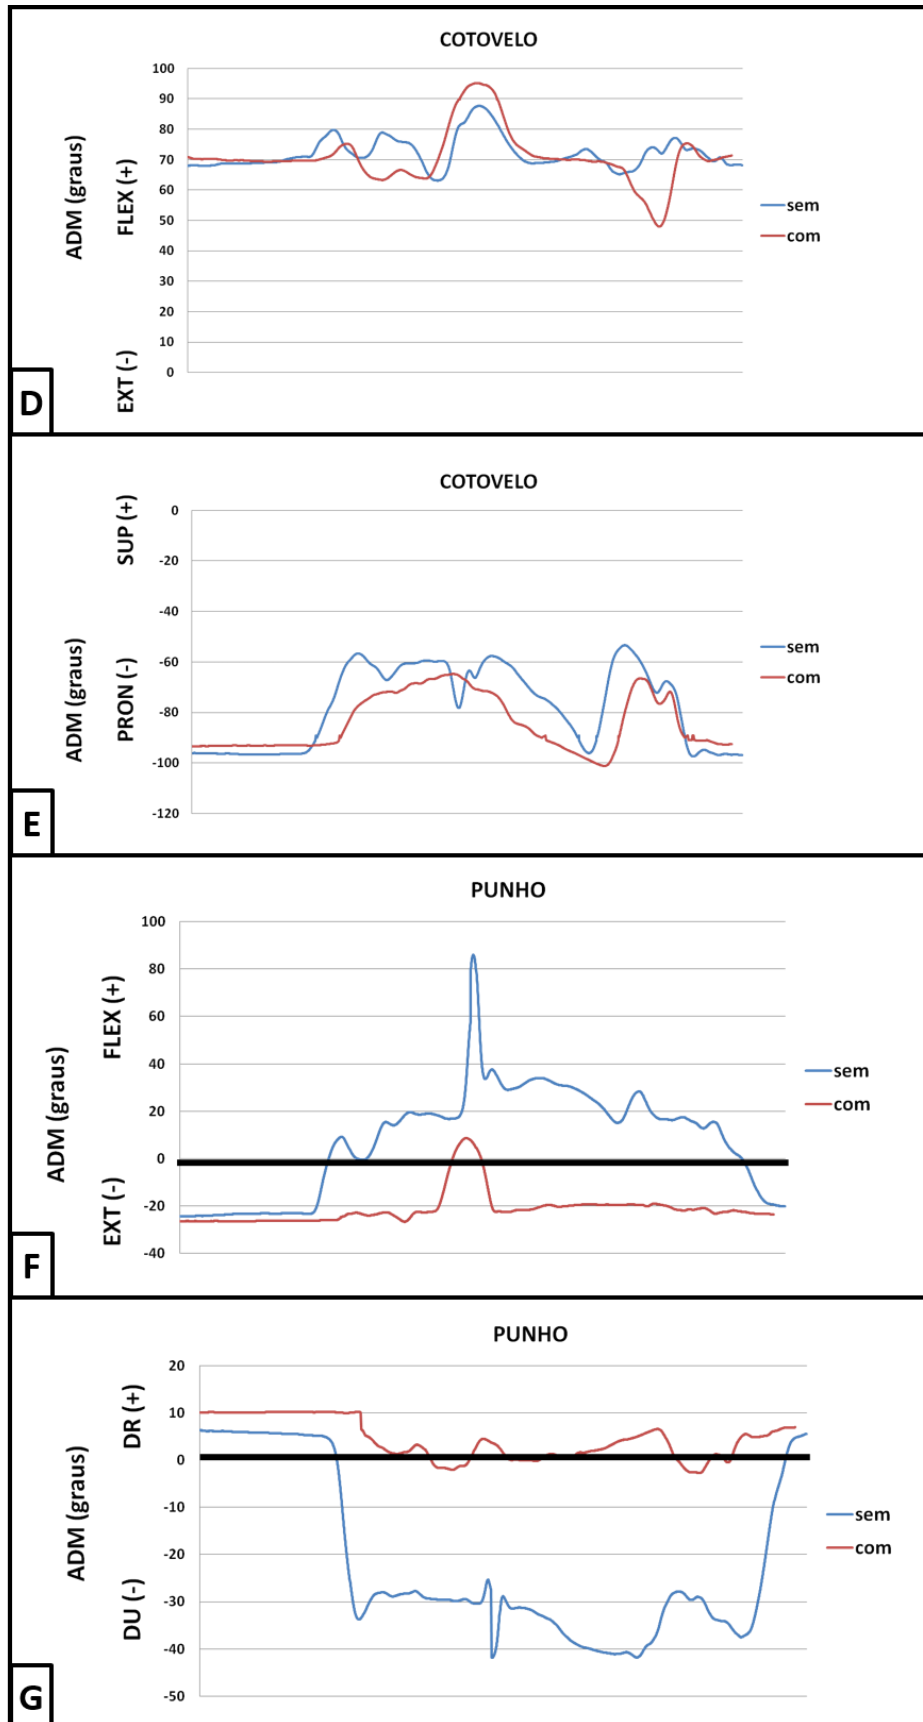 COTOVELO
ADM (graus)
EXT (-) FLEX (+)
100
90
80
70
60
50
40
30
20
10
0
sem
com
D
COTOVELO
ADM (graus)
PRON (-) SUP (+)
0
-20
-40
-60
-80
-100
-120
sem
com
E
PUNHO
ADM (graus)
EXT (-) FLEX (+)
100
80
60
40
20
0
-20
-40
sem
com
F
PUNHO
ADM (graus)
DU (-) DR (+)
20
10
0
-10
-20
-30
-40
-50
sem
com
G